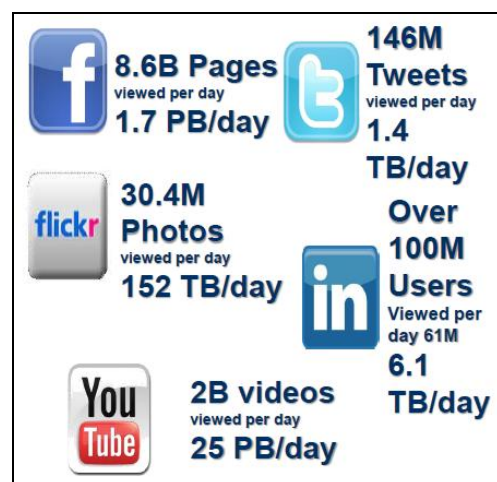 f
8.6B Pages
viewed per day
1.7 PB/day
t
146M
Tweets
viewed per day
1.4
TB/day
flickr
30.4M
Photos
viewed per day
152 TB/day
in
Over
100M
Users
Viewed per
day 61M
6.1
TB/day
You
Tube
2B videos
viewed per day
25 PB/day